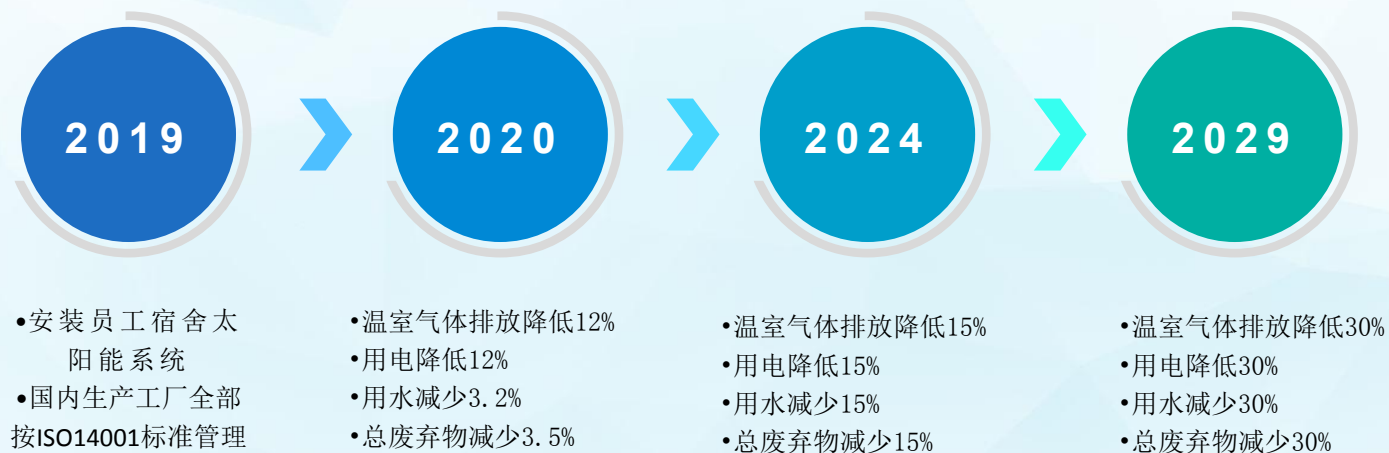 2019
2020
2024
2029
•安装员工宿舍太
阳能系统
•国内生产工厂全部
按ISO14001标准管理
•温室气体排放降低12%
•用电降低12%
•用水减少3.2%
•总废弃物减少3.5%
•温室气体排放降低15%
•用电降低15%
•用水减少15%
•总废弃物减少15%
•温室气体排放降低30%
•用电降低30%
•用水减少30%
•总废弃物减少30%